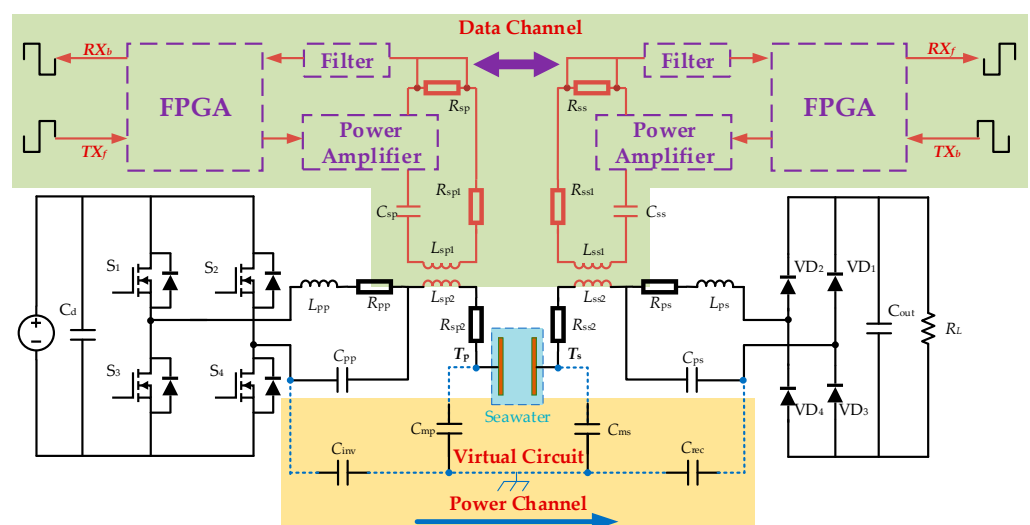 Data Channel
RXb
Filter
Filter
RXf
FPGA
Rsp
Rss
FPGA
Power
Amplifier
Power
Amplifier
TXf
TXb
Rsp1
Rss1
Csp
Css
Lsp1
Lss1
S1
S2
Lpp
Rpp
Lsp2
Lss2
Rps
Lps
VD2
VD1
Cd
Rsp2
Rss2
Cout
RL
S3
S4
Cpp
Tp
Ts
Cps
VD4
VD3
Seawater
Cmp
Cms
Cinv
Virtual Circuit
Crec
Power Channel